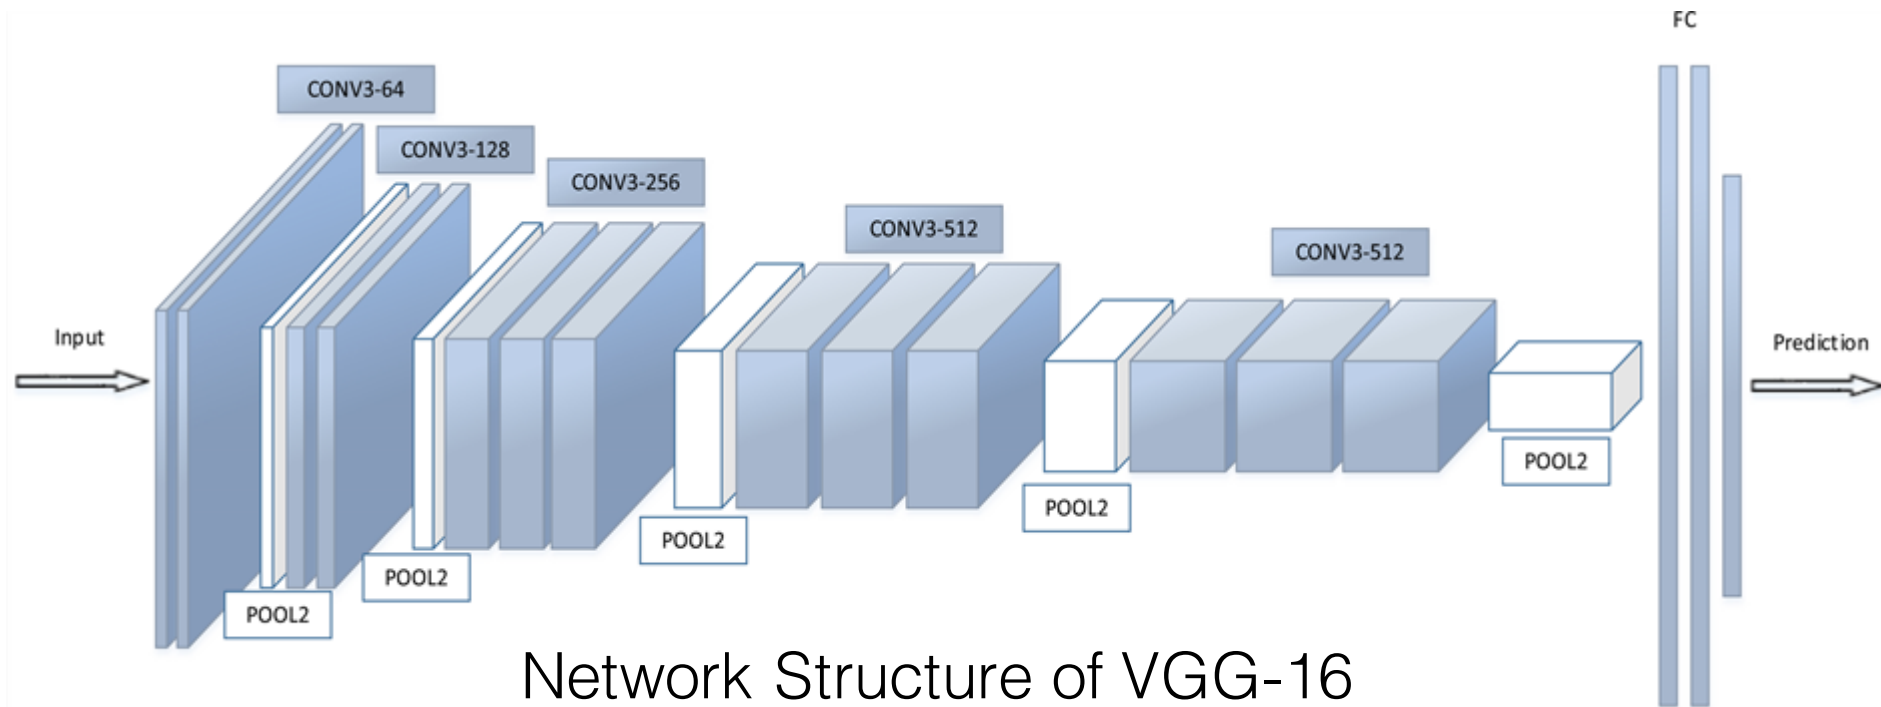 FC
CONV3-64
CONV3-128
CONV3-256
CONV3-512
CONV3-512
Input
Prediction
POOL2
POOL2
POOL2
POOL2
POOL2
Network Structure of VGG-16